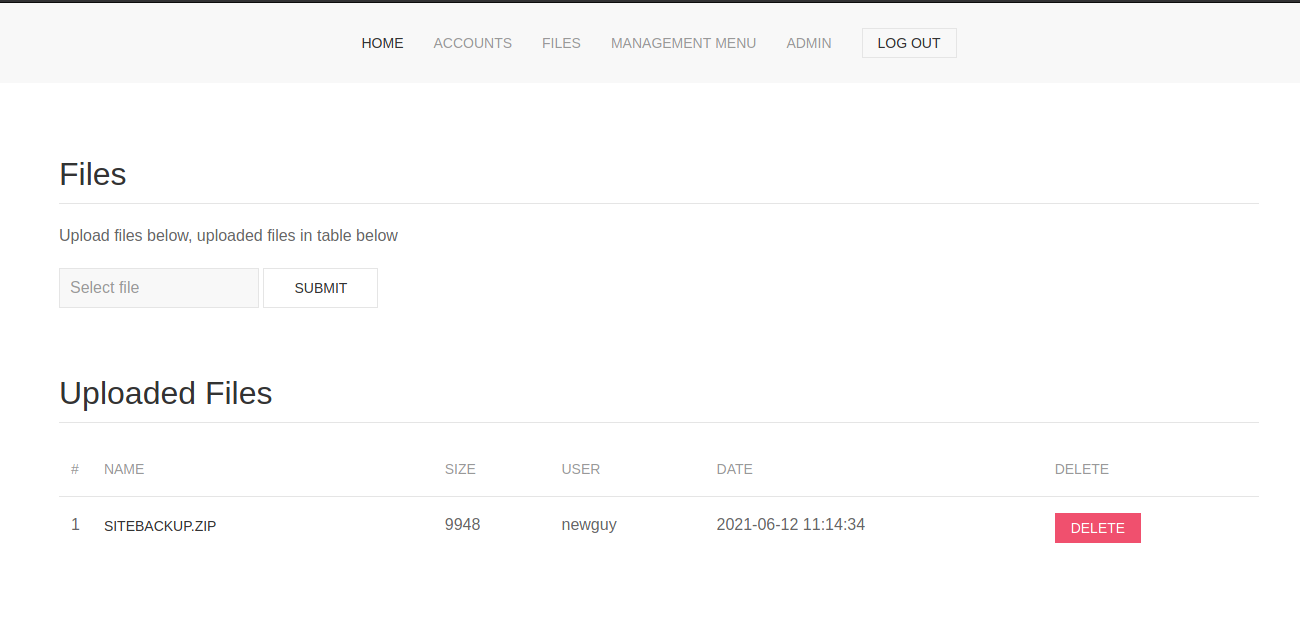 HOME ACCOUNTS FILES MANAGEMENT MENU ADMIN LOG OUT
Files
Upload files below, uploaded files in table below
Select file SUBMIT
Uploaded Files
# NAME SIZE USER DATE DELETE
1 SITEBACKUP.ZIP 9948 newguy 2021-06-12 11:14:34 DELETE